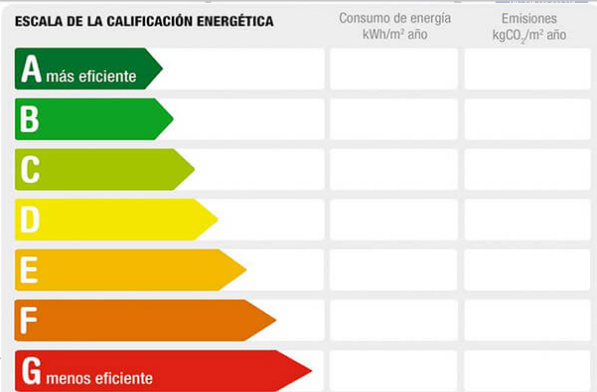 ESCALA DE LA CALIFICACIÓN ENERGÉTICA
Consumo de energía
kWh/m² año
Emisiones
kgCO₂/m² año
A más eficiente
B
C
D
E
F
G menos eficiente